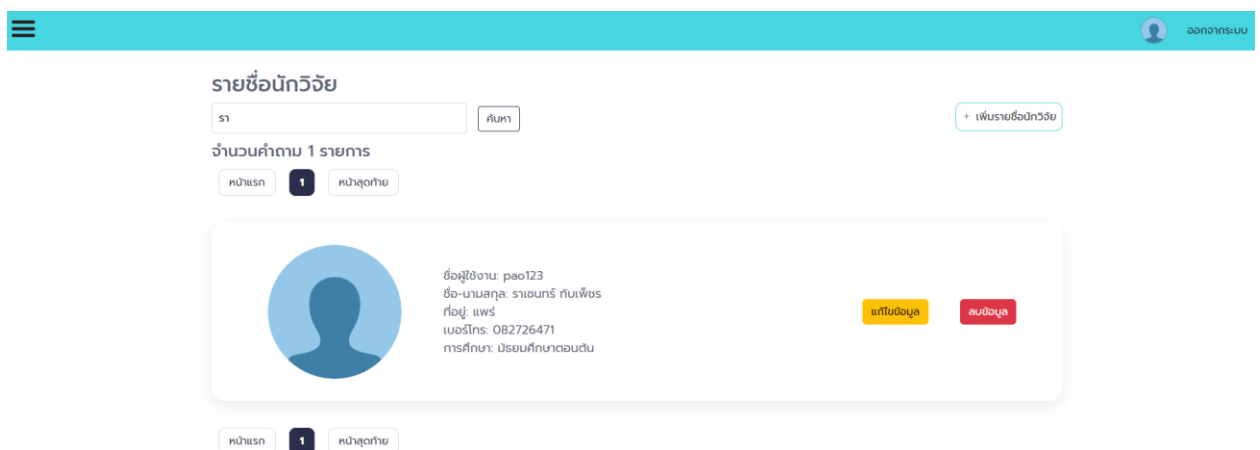 ออกจากระบบ
รายชื่อนักวิจัย
รา ค้นหา + เพิ่มรายชื่อนักวิจัย
จำนวนคำถาม 1 รายการ
หน้าแรก 1 หน้าสุดท้าย
ชื่อผู้ใช้งาน: pao123
ชื่อ-นามสกุล: ราเชนทร์ ทับเพ็ชร
ที่อยู่: แพร่
เบอร์โทร: 082726471
การศึกษา: มัธยมศึกษาตอนต้น
แก้ไขข้อมูล ลบข้อมูล
หน้าแรก 1 หน้าสุดท้าย